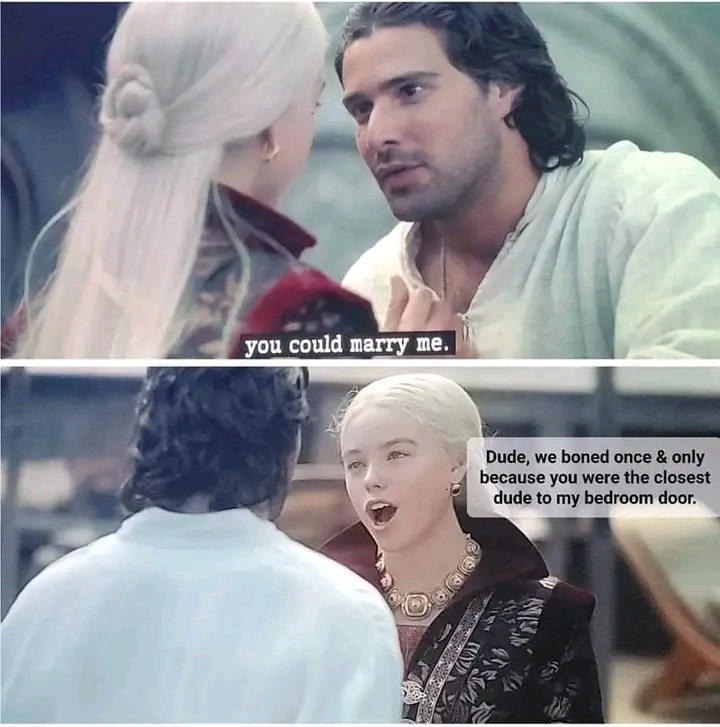 you could marry me.
Dude, we boned once & only
because you were the closest
dude to my bedroom door.